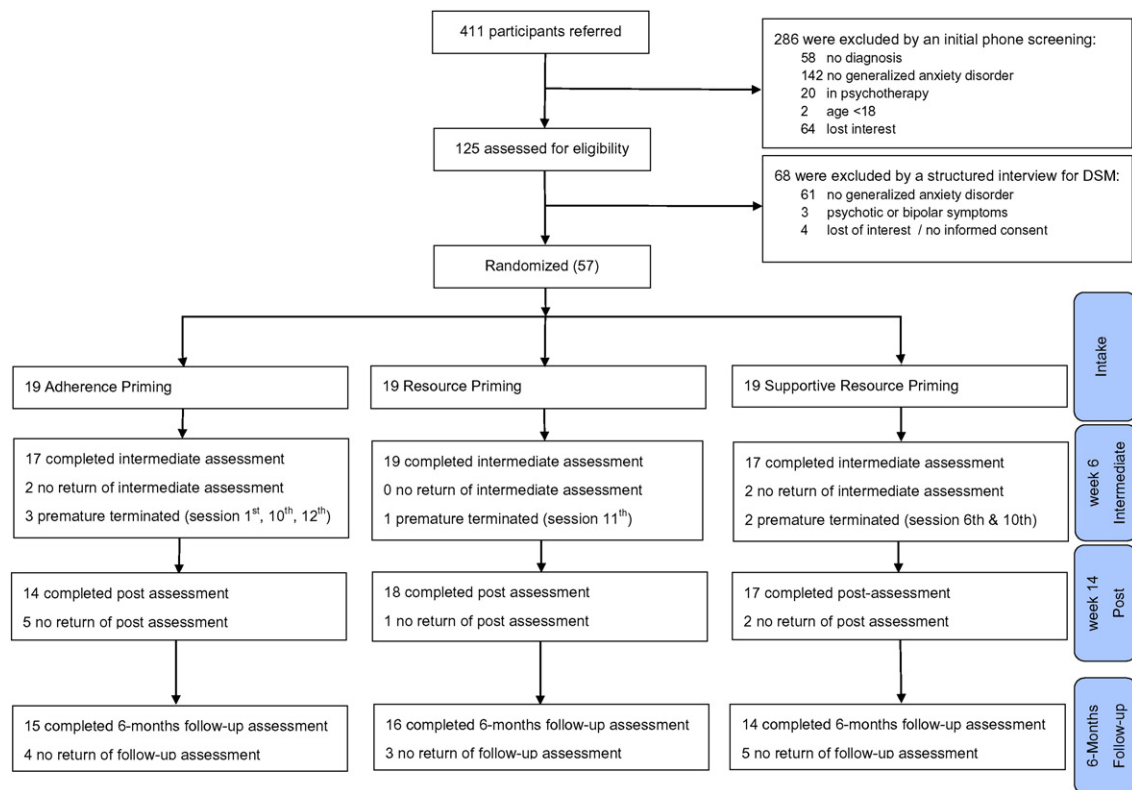 411 participants referred
286 were excluded by an initial phone screening:
58 no diagnosis
142 no generalized anxiety disorder
20 in psychotherapy
2 age <18
64 lost interest
125 assessed for eligibility
68 were excluded by a structured interview for DSM:
61 no generalized anxiety disorder
3 psychotic or bipolar symptoms
4 lost of interest / no informed consent
Randomized (57)
Intake
19 Adherence Priming
19 Resource Priming
19 Supportive Resource Priming
week 6
Intermediate
17 completed intermediate assessment
2 no return of intermediate assessment
3 premature terminated (session 1st, 10th, 12th)
19 completed intermediate assessment
0 no return of intermediate assessment
1 premature terminated (session 11th)
17 completed intermediate assessment
2 no return of intermediate assessment
2 premature terminated (session 6th & 10th)
week 14
Post
14 completed post assessment
5 no return of post assessment
18 completed post assessment
1 no return of post assessment
17 completed post-assessment
2 no return of post assessment
6-Months
Follow-up
15 completed 6-months follow-up assessment
4 no return of follow-up assessment
16 completed 6-months follow-up assessment
3 no return of follow-up assessment
14 completed 6-months follow-up assessment
5 no return of follow-up assessment